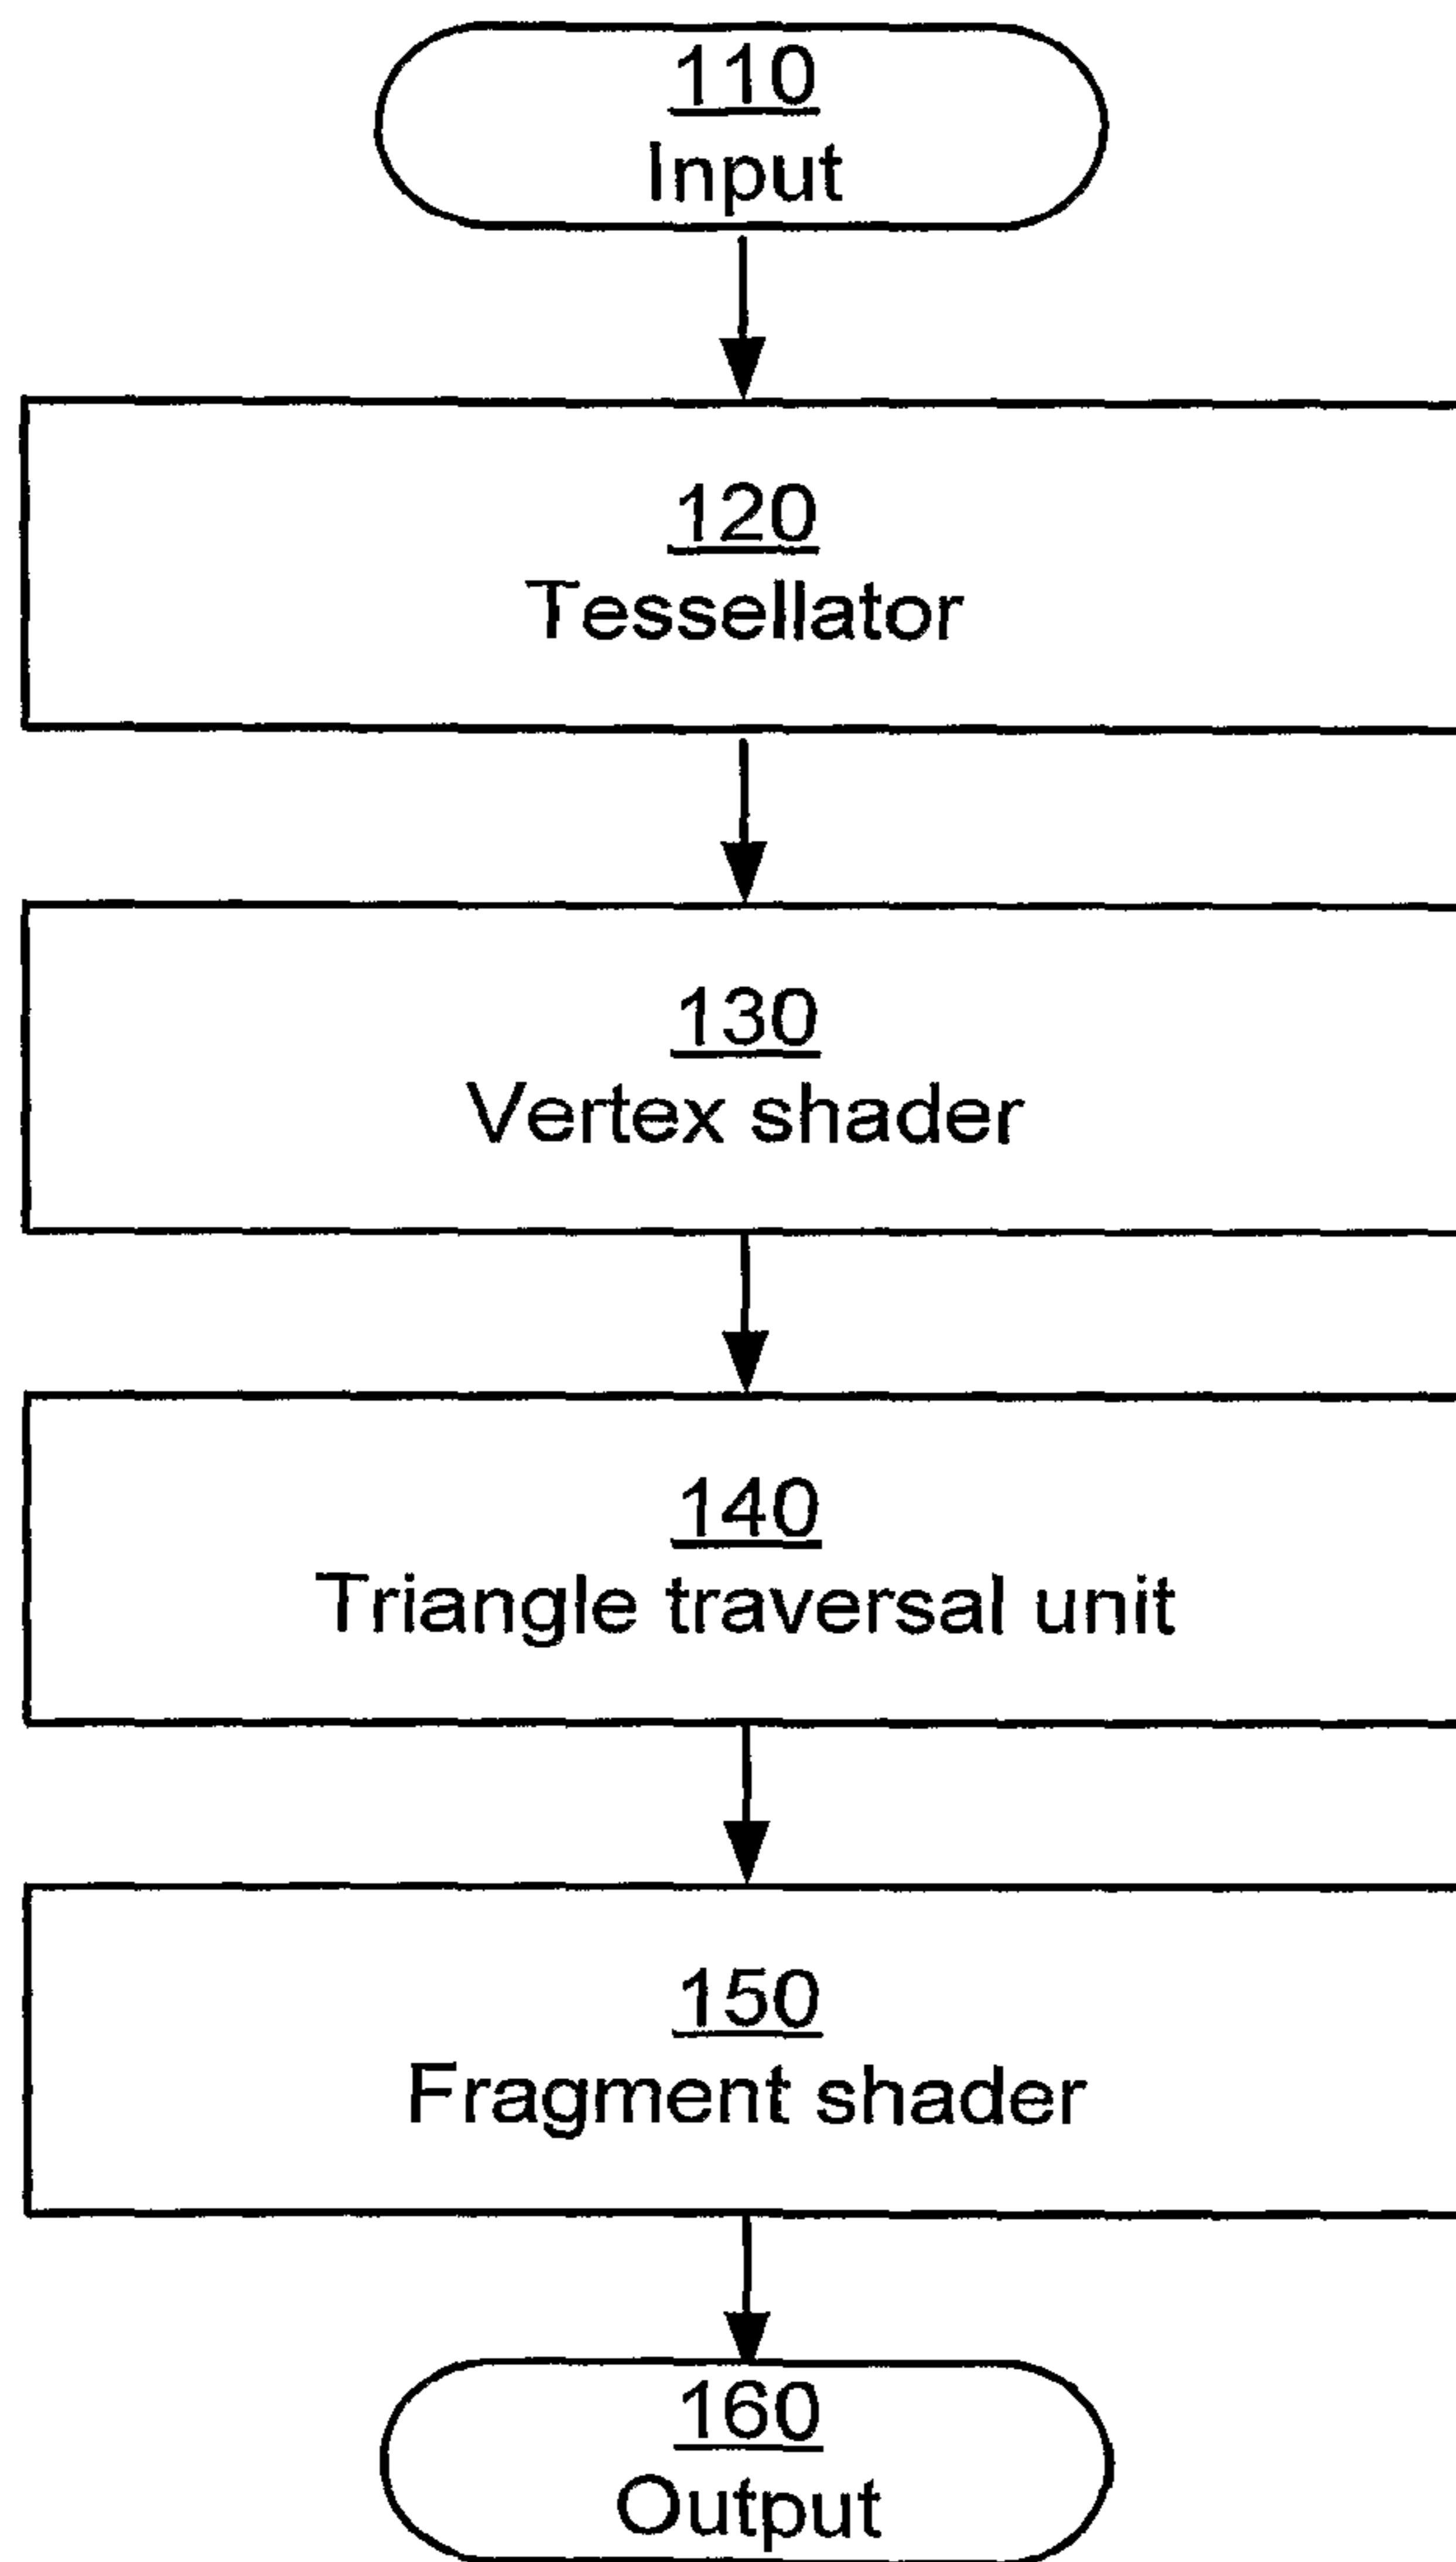 110
Input
120
Tessellator
130
Vertex shader
140
Triangle traversal unit
150
Fragment shader
160
Output